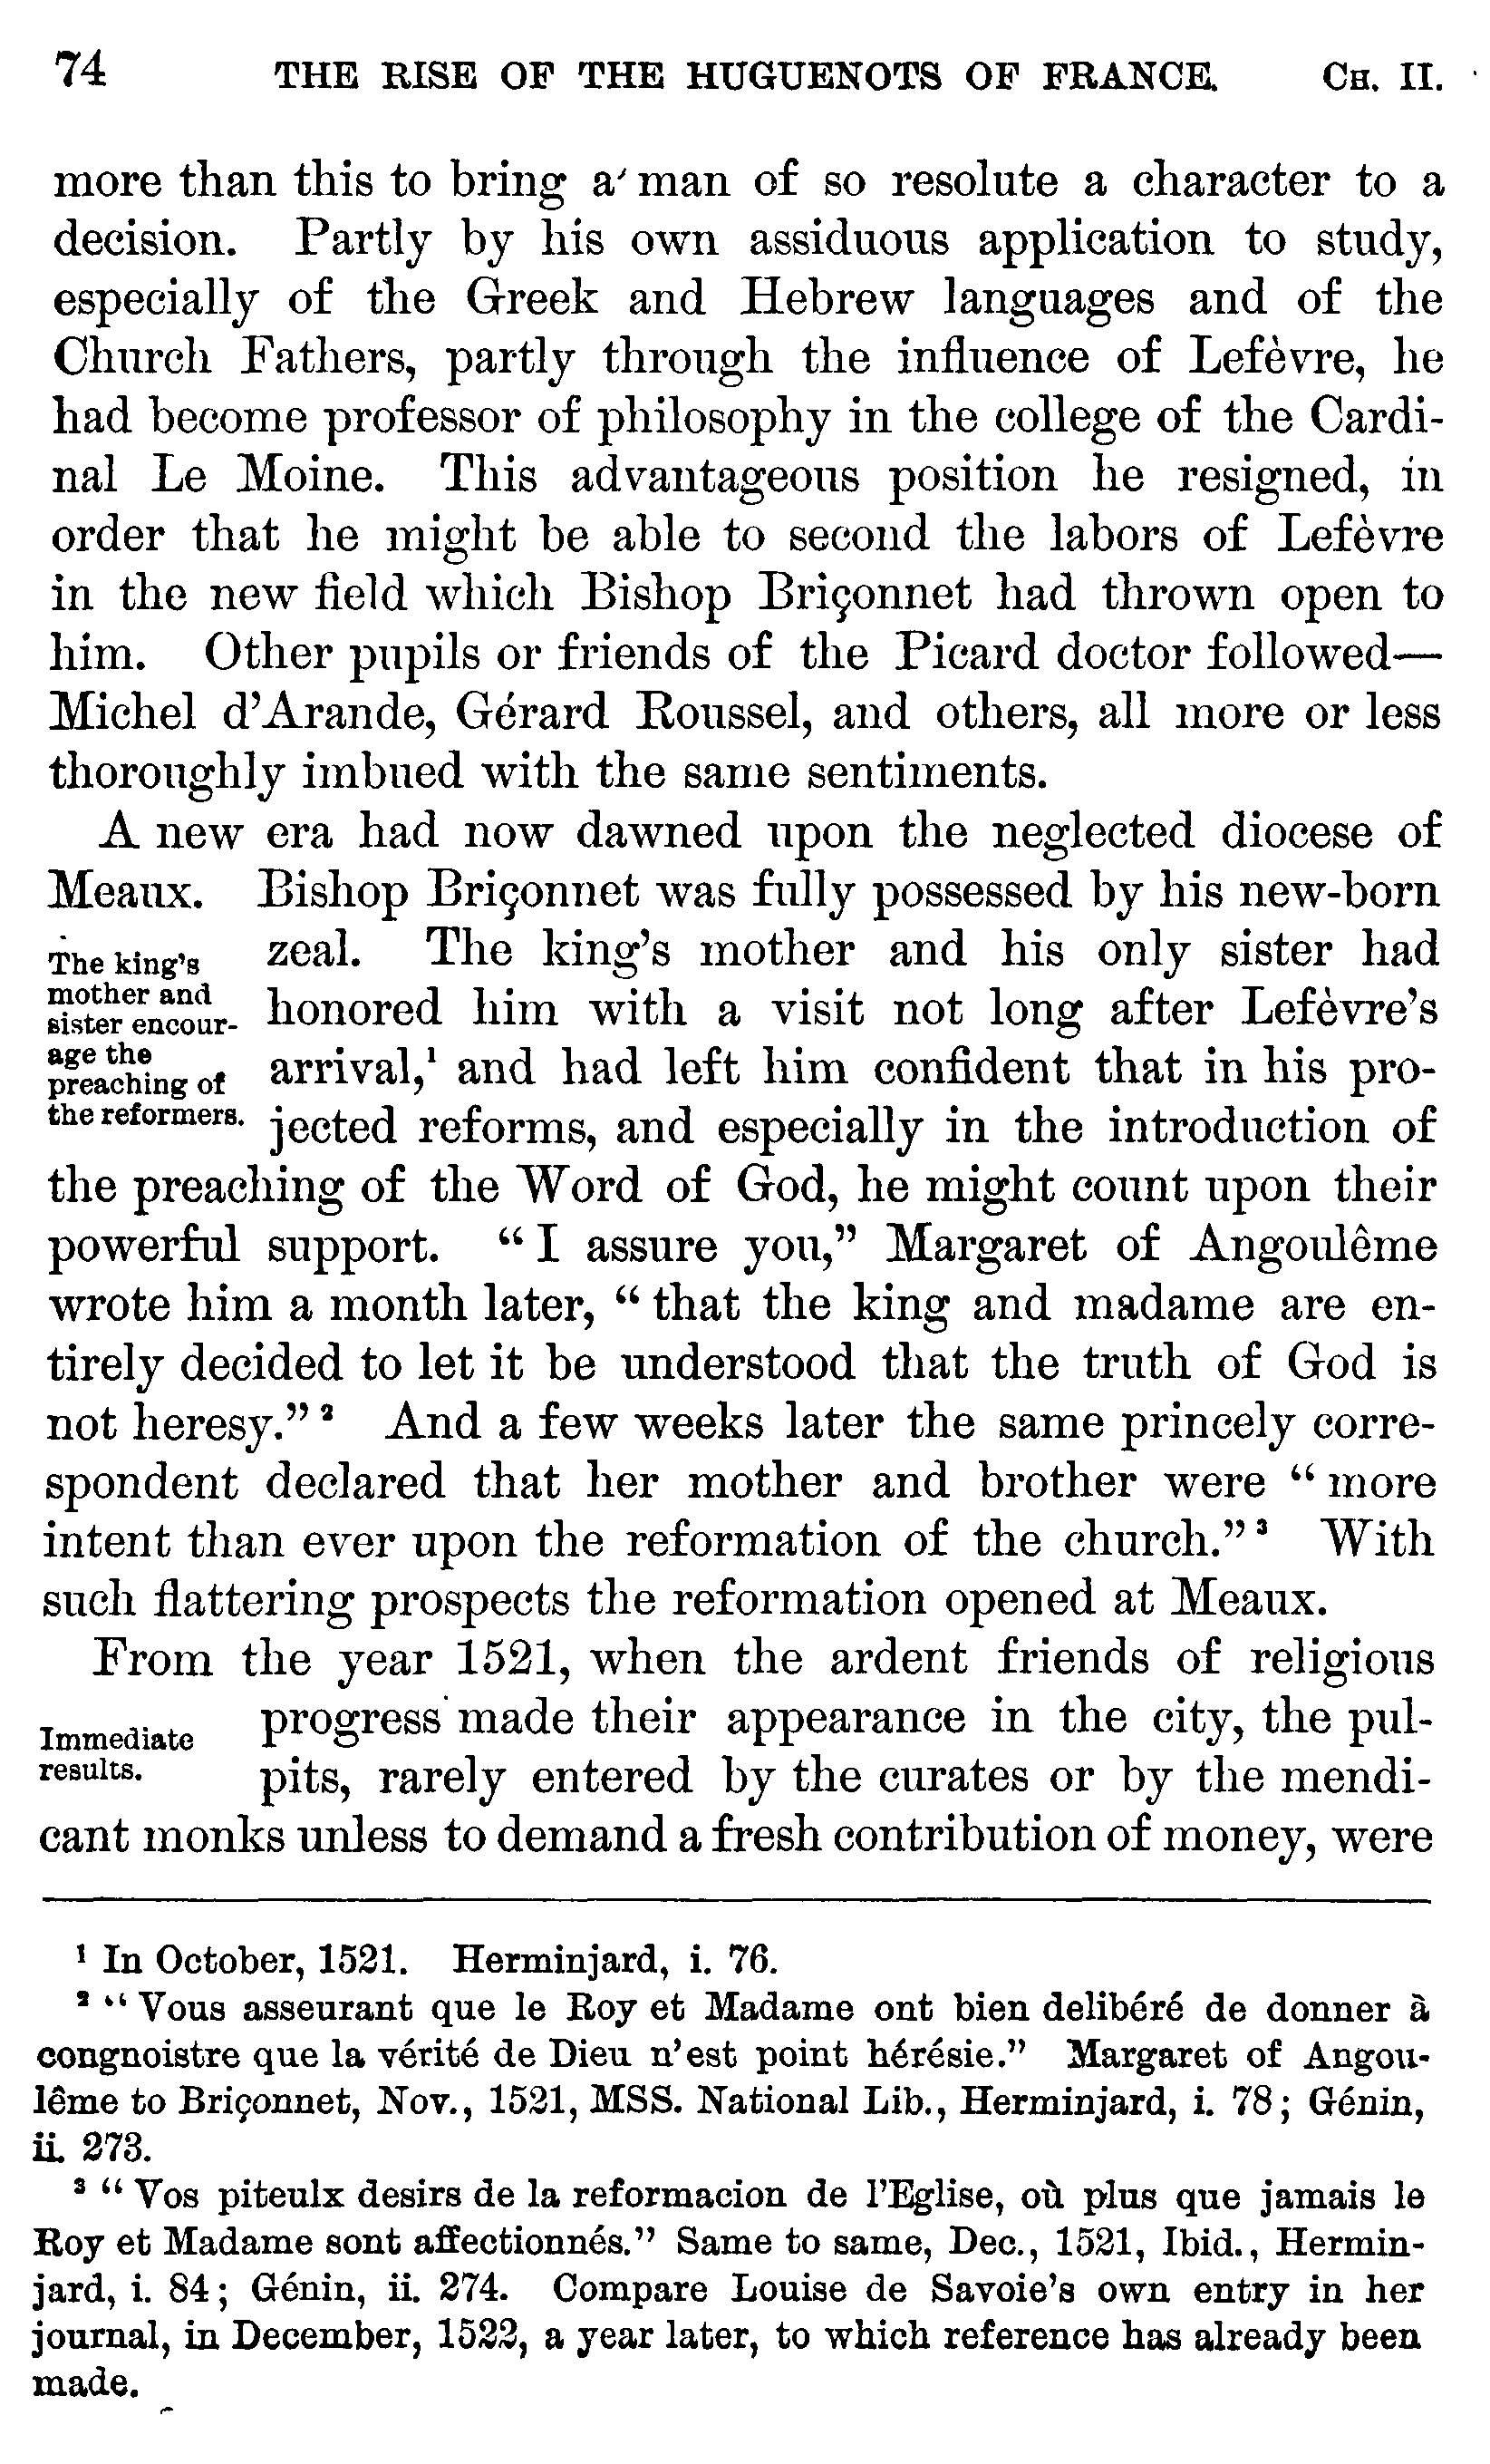 74 THE RISE OF THE HUGUENOTS OF FRANCE. CH. II.
more than this to bring a man of so resolute a character to a
decision. Partly by his own assiduous application to study,
especially of the Greek and Hebrew languages and of the
Church Fathers, partly through the influence of Lefèvre, he
had become professor of philosophy in the college of the Cardi-
nal Le Moine. This advantageous position he resigned, in
order that he might be able to second the labors of Lefèvre
in the new field which Bishop Briçonnet had thrown open to
him. Other pupils or friends of the Picard doctor followed—
Michel d'Arande, Gérard Roussel, and others, all more or less
thoroughly imbued with the same sentiments.
A new era had now dawned upon the neglected diocese of
Meaux. Bishop Briçonnet was fully possessed by his new-born
The king's
mother and
sister encour-
age the
preaching of
the reformers.
zeal. The king's mother and his only sister had
honored him with a visit not long after Lefèvre's
arrival,¹ and had left him confident that in his pro-
jected reforms, and especially in the introduction of
the preaching of the Word of God, he might count upon their
powerful support. “I assure you,” Margaret of Angoulême
wrote him a month later, “that the king and madame are en-
tirely decided to let it be understood that the truth of God is
not heresy.”² And a few weeks later the same princely corre-
spondent declared that her mother and brother were “more
intent than ever upon the reformation of the church.”³ With
such flattering prospects the reformation opened at Meaux.
From the year 1521, when the ardent friends of religious
Immediate
results.
progress made their appearance in the city, the pul-
pits, rarely entered by the curates or by the mendi-
cant monks unless to demand a fresh contribution of money, were
¹ In October, 1521. Herminjard, i. 76.
² “Vous asseurant que le Roy et Madame ont bien delibéré de donner à
congnoistre que la vérité de Dieu n'est point hérésie.” Margaret of Angou-
lême to Briçonnet, Nov., 1521, MSS. National Lib., Herminjard, i. 78; Génin,
ii. 273.
³ “Vos piteulx desirs de la reformacion de l'Eglise, où plus que jamais le
Roy et Madame sont affectionnés.” Same to same, Dec., 1521, Ibid., Hermin-
jard, i. 84; Génin, ii. 274. Compare Louise de Savoie's own entry in her
journal, in December, 1522, a year later, to which reference has already been
made.